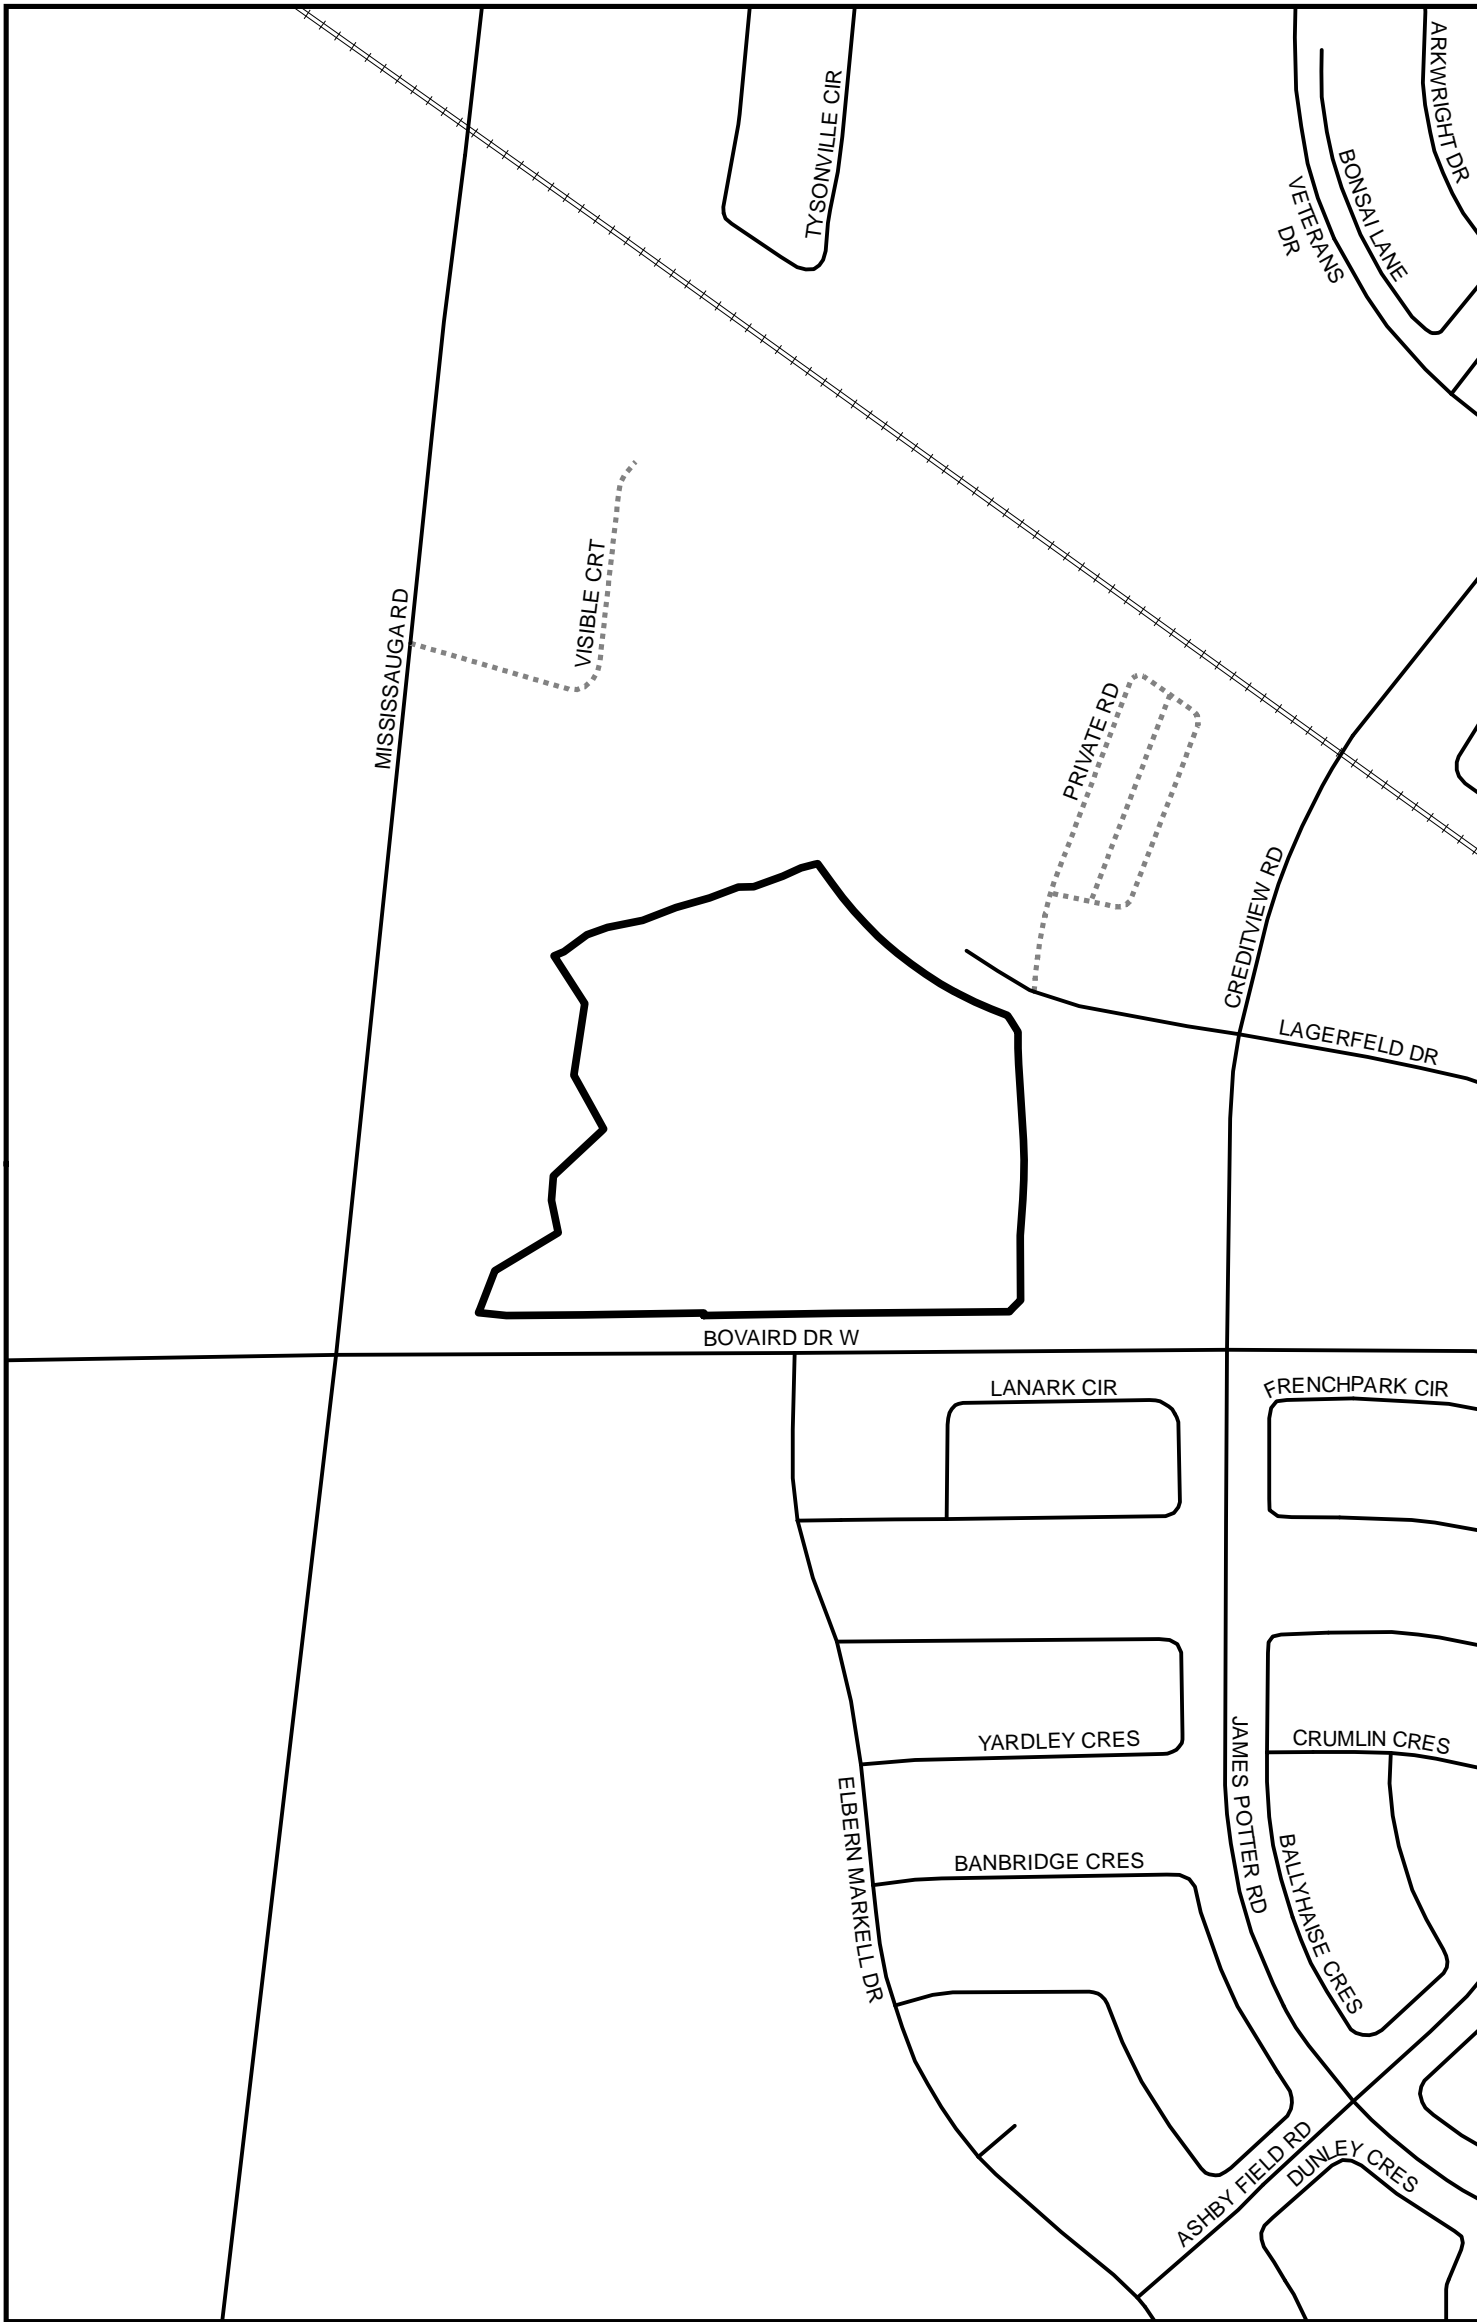 ARKWRIGHT DR
TYSONVILLE CIR
BONSAI LANE
VETERANS
DR
VISIBLE CRT
MISSISSAUGA RD
PRIVATE RD
CREDITVIEW RD
LAGERFELD DR
BOVAIRD DR W
LANARK CIR
FRENCHPARK CIR
YARDLEY CRES
CRUMLIN CRES
JAMES POTTER RD
ELBERN MARKELL DR
BALLYHAISE CRES
BANBRIDGE CRES
ASHBY FIELD RD
DUNLEY CRES